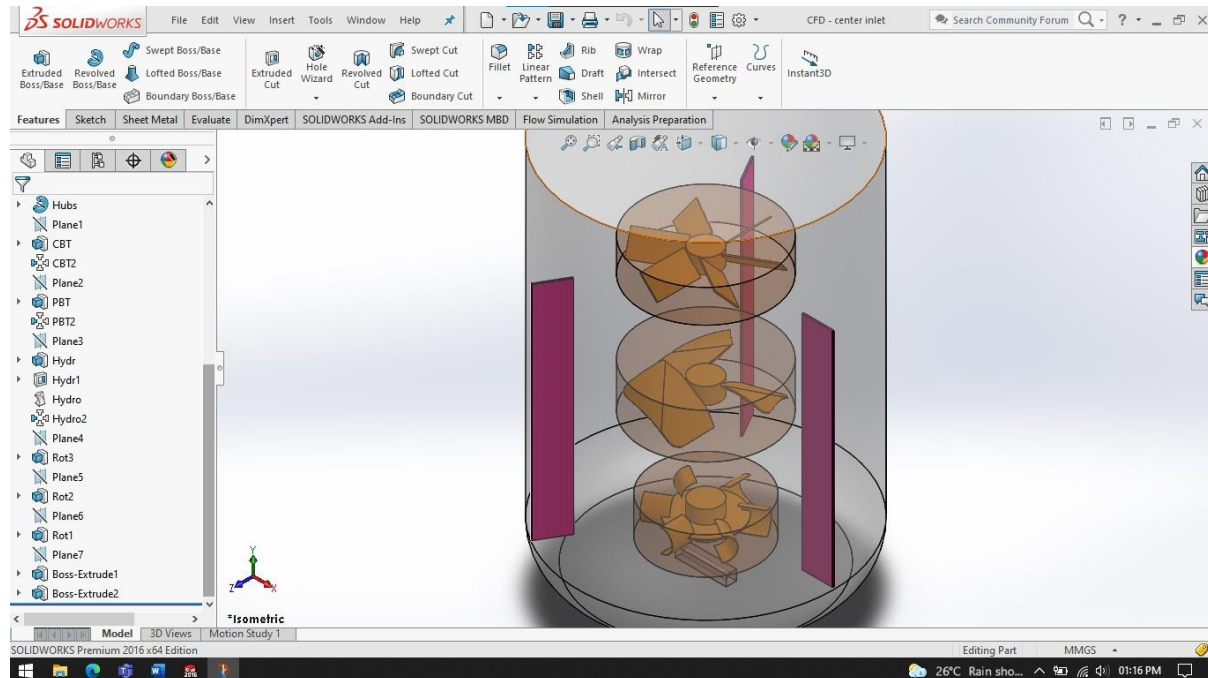 SOLIDWORKS File Edit View Insert Tools Window Help CFD - center inlet Search Community Forum ?
Extruded Boss/Base
Revolved Boss/Base
Swept Boss/Base
Lofted Boss/Base
Boundary Boss/Base
Extruded Cut
Hole Wizard
Revolved Cut
Swept Cut
Lofted Cut
Boundary Cut
Fillet
Linear Pattern
Rib
Draft
Shell
Wrap
Intersect
Mirror
Reference Geometry
Curves
Instant3D
Features Sketch Sheet Metal Evaluate DimXpert SOLIDWORKS Add-Ins SOLIDWORKS MBD Flow Simulation Analysis Preparation
Hubs
Plane1
CBT
CBT2
Plane2
PBT
PBT2
Plane3
Hydr
Hydr1
Hydro
Hydro2
Plane4
Rot3
Plane5
Rot2
Plane6
Rot1
Plane7
Boss-Extrude1
Boss-Extrude2
Y
Z X
*Isometric
Model 3D Views Motion Study 1
SOLIDWORKS Premium 2016 x64 Edition Editing Part MMGS
26°C Rain sho... 01:16 PM